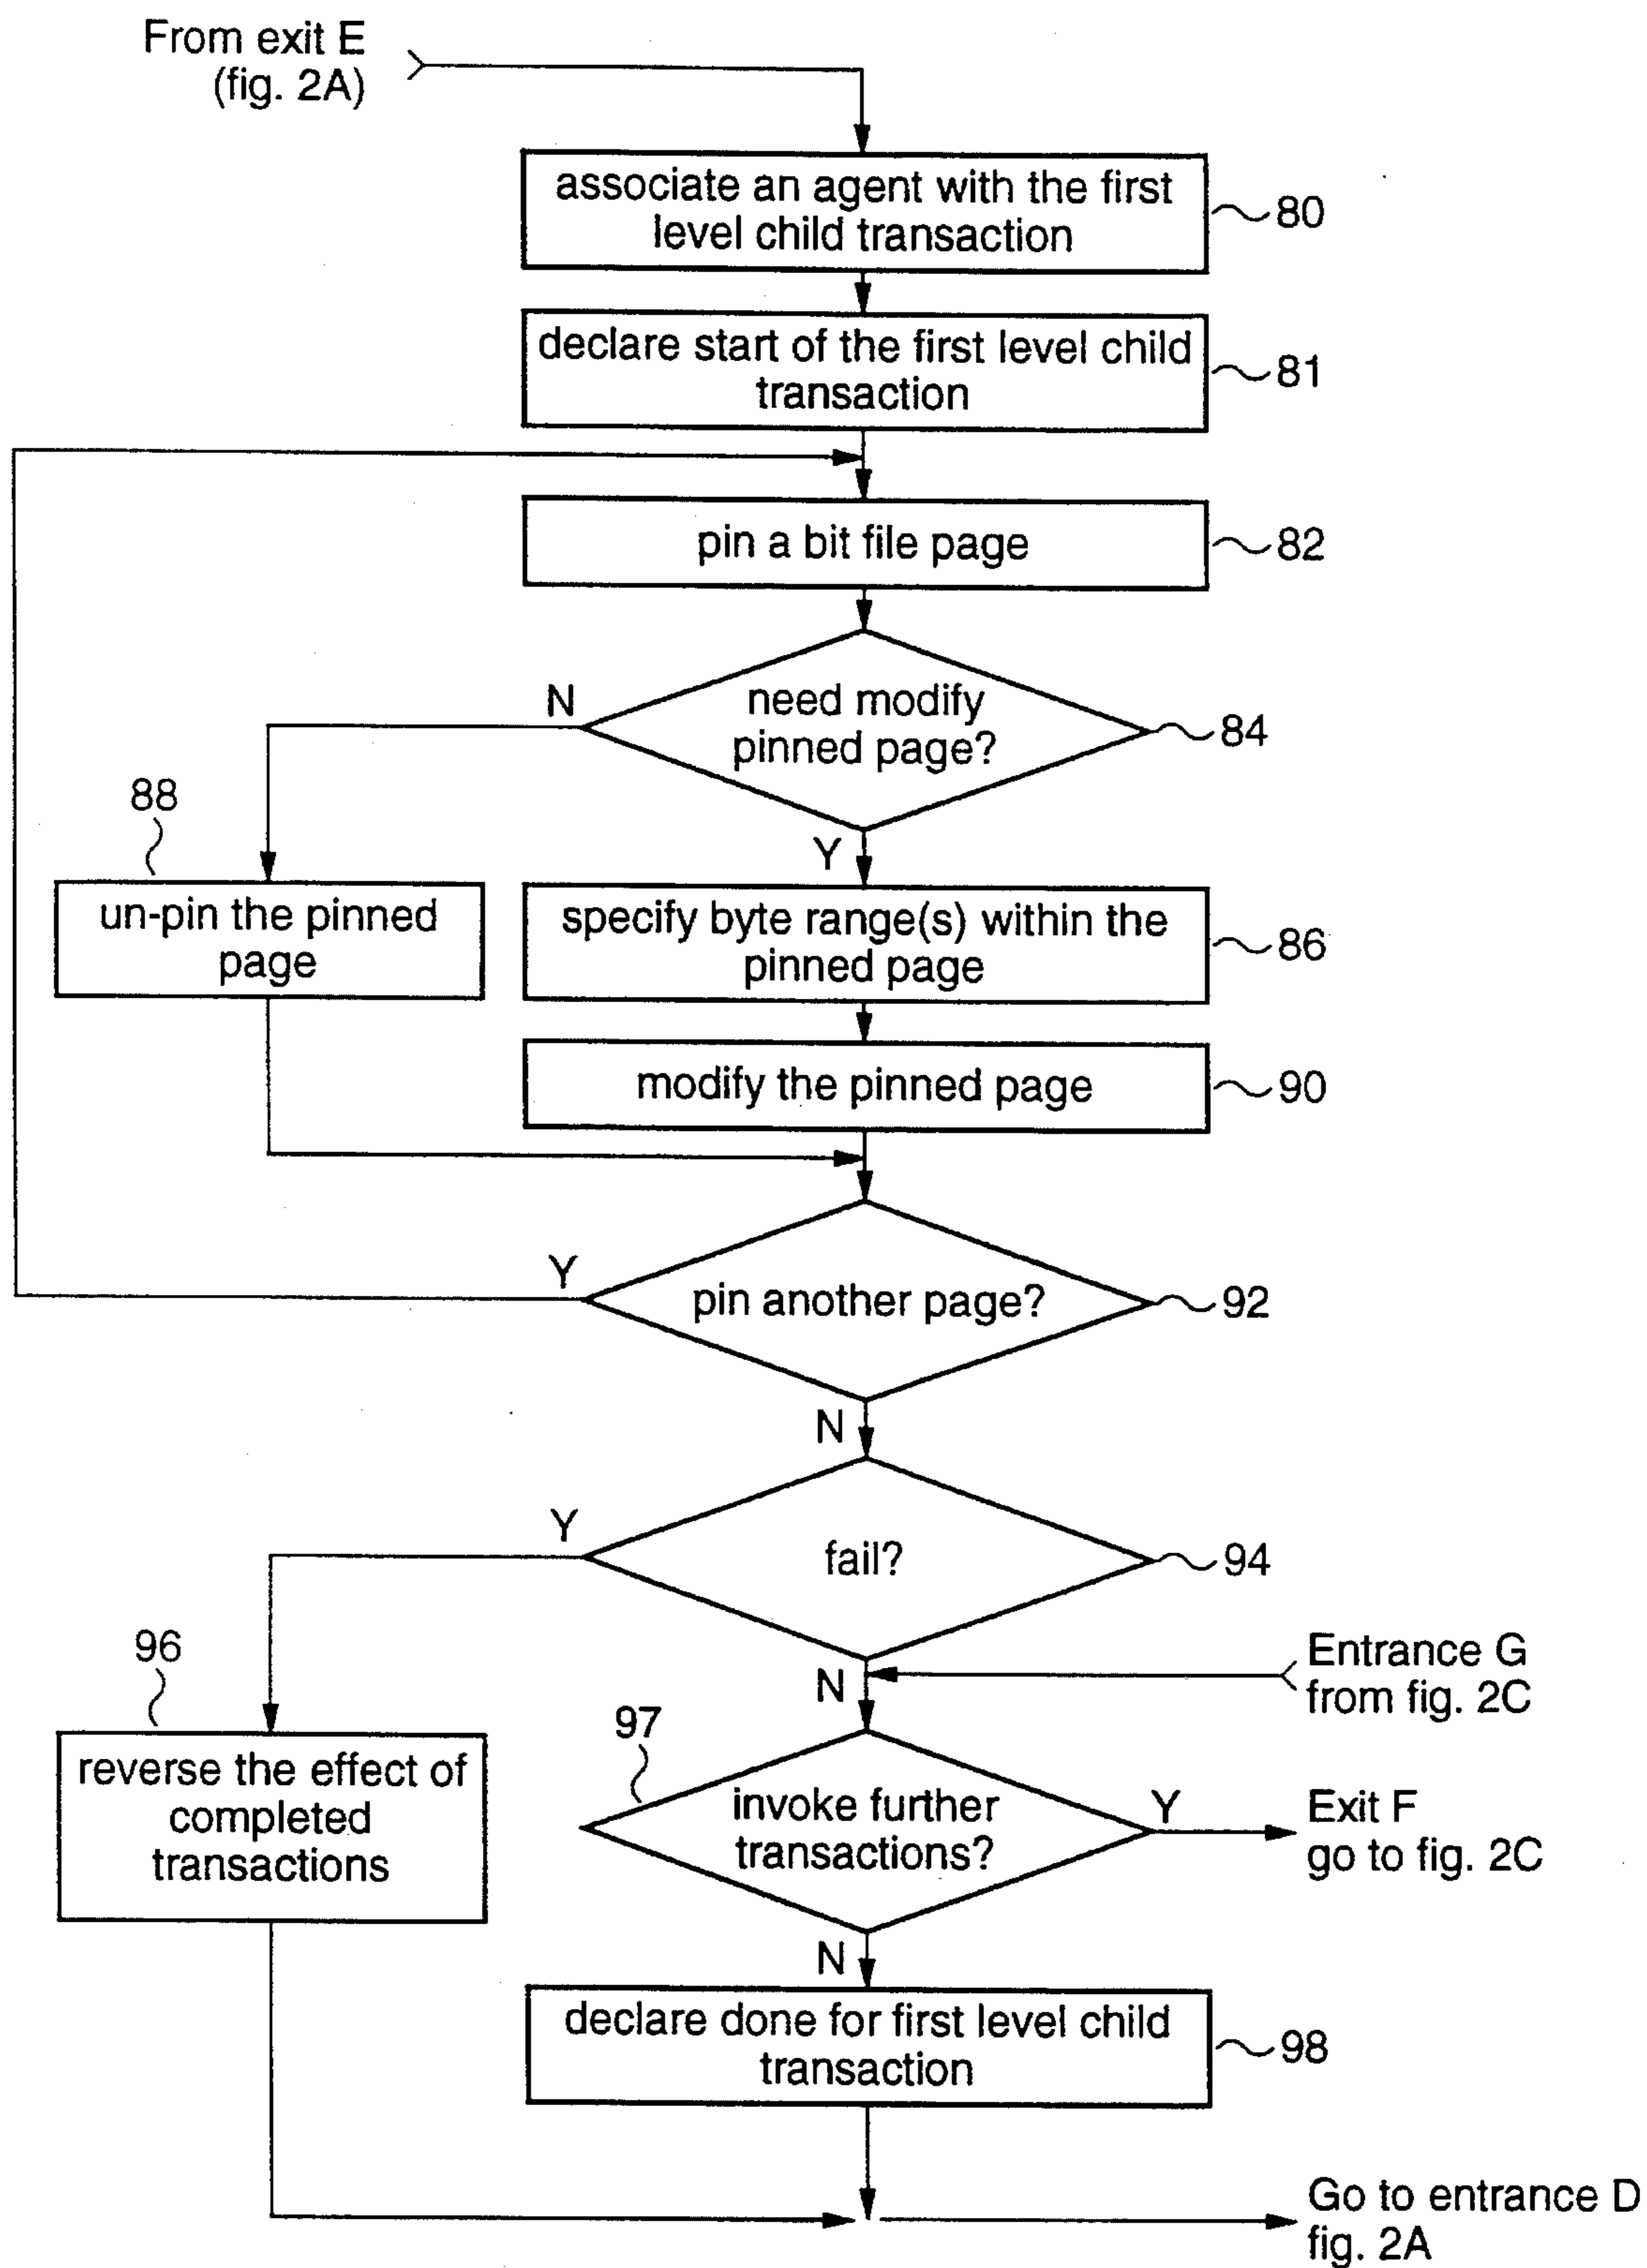 From exit E
(fig. 2A)
associate an agent with the first
level child transaction
80
declare start of the first level child
transaction
81
pin a bit file page
82
need modify
pinned page?
N
84
88
Y
un-pin the pinned
page
specify byte range(s) within the
pinned page
86
modify the pinned page
90
Y
pin another page?
92
N
Y
fail?
94
96
N
Entrance G
from fig. 2C
97
reverse the effect of
completed
transactions
invoke further
transactions?
Y
Exit F
go to fig. 2C
N
declare done for first level child
transaction
98
Go to entrance D
fig. 2A